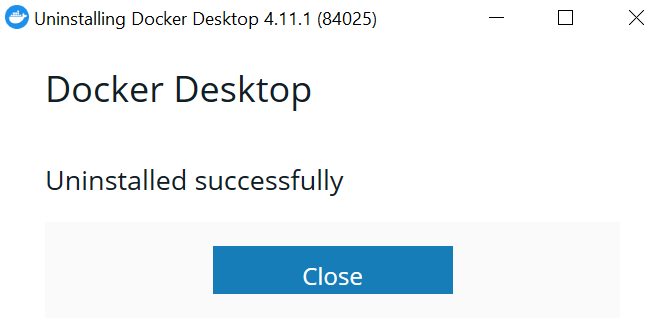 Uninstalling Docker Desktop 4.11.1 (84025)
Docker Desktop
Uninstalled successfully
Close